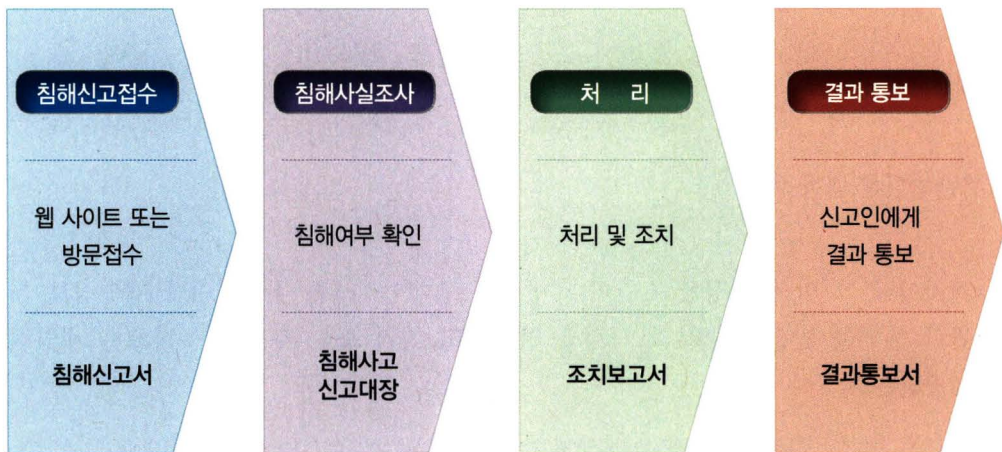 침해신고접수
웹 사이트 또는
방문접수
침해신고서
침해사실조사
침해여부 확인
침해사고
신고대장
처 리
처리 및 조치
조치보고서
결과 통보
신고인에게
결과 통보
결과통보서